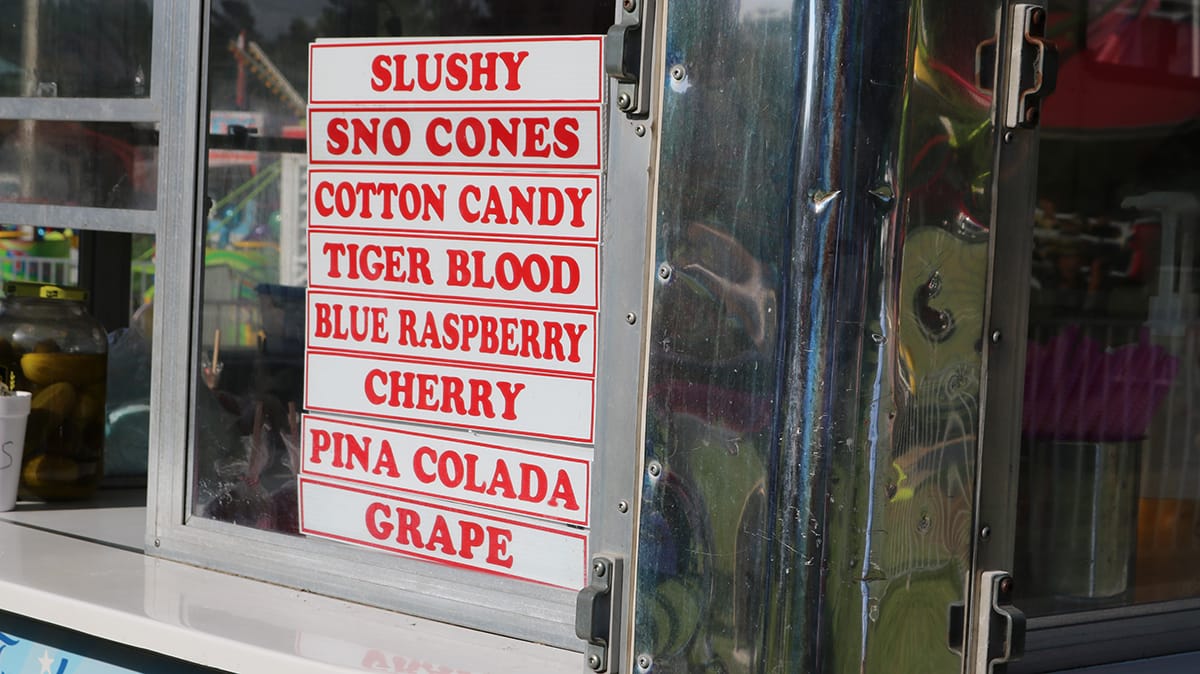 SLUSHY
SNO CONES
COTTON CANDY
TIGER BLOOD
BLUE RASPBERRY
CHERRY
PINA COLADA
GRAPE